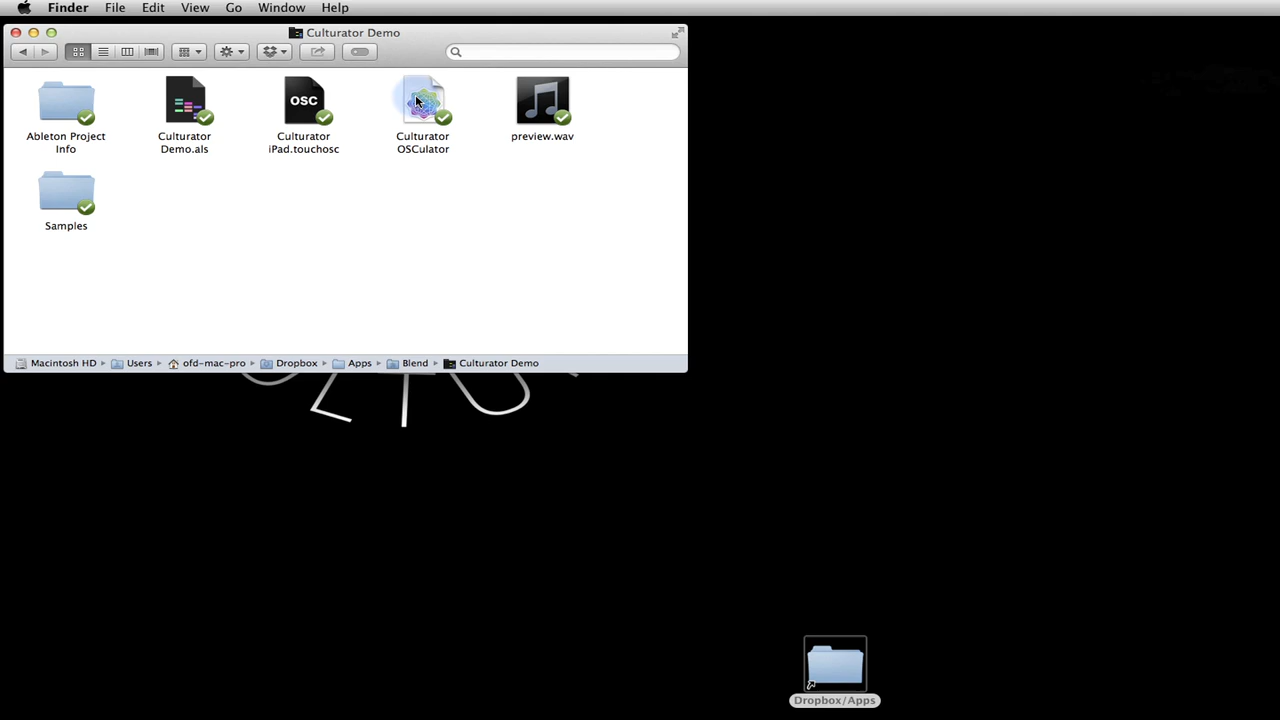 Finder File Edit View Go Window Help
Culturator Demo
OSC
Ableton Project
Info
Culturator
Demo.als
Culturator
iPad.touchosc
Culturator
OSCulator
preview.wav
Samples
Macintosh HD Users ofd-mac-pro Dropbox Apps Blend Culturator Demo
Dropbox/Apps